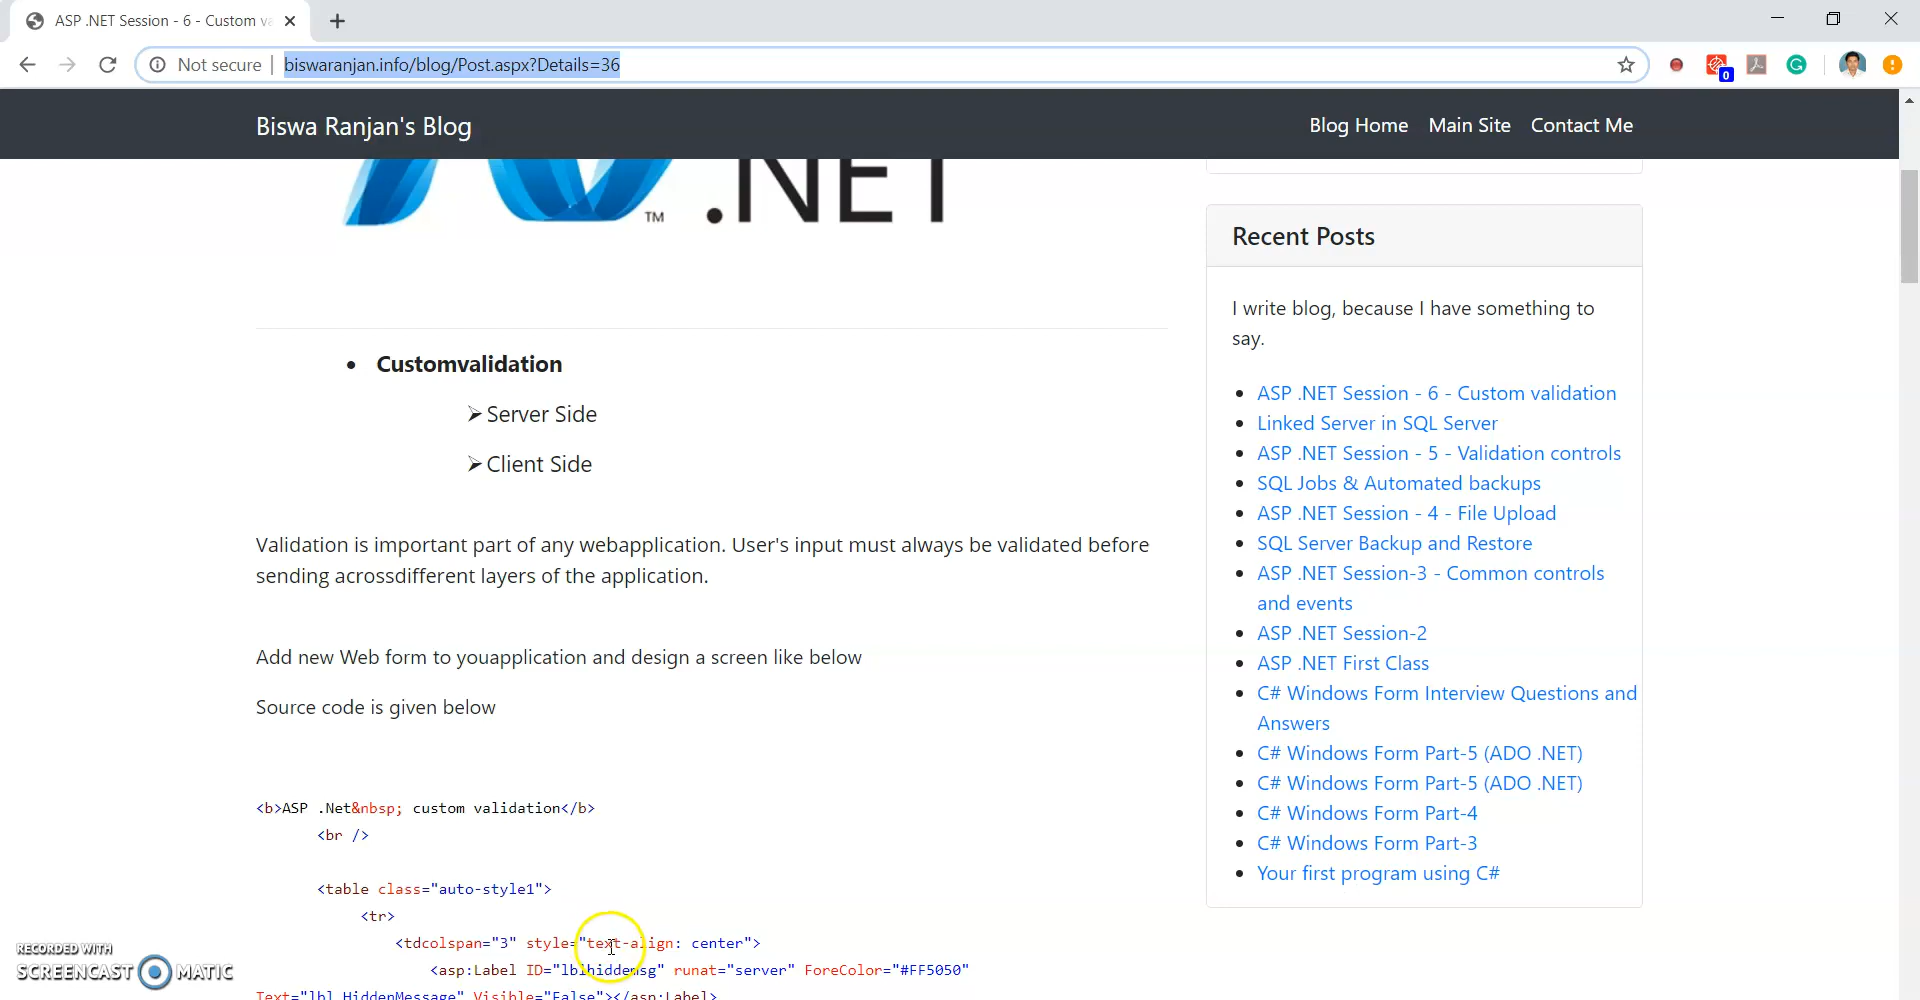 ASP .NET Session - 6 - Custom va
Not secure
biswaranjan.info/blog/Post.aspx?Details=36
0
Biswa Ranjan's Blog
Blog Home
Main Site
Contact Me
TM .NET
Customvalidation
Server Side
Client Side
Validation is important part of any webapplication. User's input must always be validated before
sending acrossdifferent layers of the application.
Add new Web form to youapplication and design a screen like below
Source code is given below
<b>ASP .Net&nbsp; custom validation</b>
<br />
<table class="auto-style1">
<tr>
<tdcolspan="3" style="text-align: center">
<asp:Label ID="lblhiddemsg" runat="server" ForeColor="#FF5050"
Text="lbl HiddenMessage" Visible="False"></asp:Label>
Recent Posts
I write blog, because I have something to
say.
ASP .NET Session - 6 - Custom validation
Linked Server in SQL Server
ASP .NET Session - 5 - Validation controls
SQL Jobs & Automated backups
ASP .NET Session - 4 - File Upload
SQL Server Backup and Restore
ASP .NET Session-3 - Common controls
and events
ASP .NET Session-2
ASP .NET First Class
C# Windows Form Interview Questions and
Answers
C# Windows Form Part-5 (ADO .NET)
C# Windows Form Part-5 (ADO .NET)
C# Windows Form Part-4
C# Windows Form Part-3
Your first program using C#
RECORDED WITH
SCREENCAST MATIC